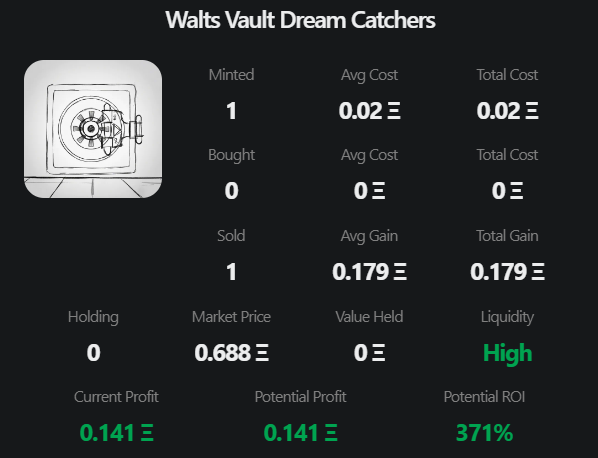 Walts Vault Dream Catchers
Minted Avg Cost Total Cost
1 0.02 Ξ 0.02 Ξ
Bought Avg Cost Total Cost
0 0 Ξ 0 Ξ
Sold Avg Gain Total Gain
1 0.179 Ξ 0.179 Ξ
Holding Market Price Value Held Liquidity
0 0.688 Ξ 0 Ξ High
Current Profit Potential Profit Potential ROI
0.141 Ξ 0.141 Ξ 371%